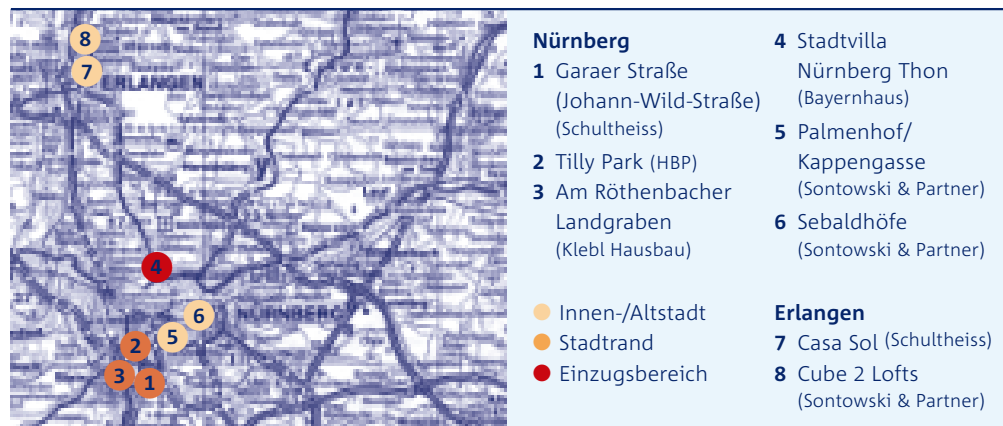 8
7
ERLANGEN
4
6
NÜRNBERG
5
2
3
1
Nürnberg
1 Garaer Straße
(Johann-Wild-Straße)
(Schultheiss)
2 Tilly Park (HBP)
3 Am Röthenbacher
Landgraben
(Klebl Hausbau)
4 Stadtvilla
Nürnberg Thon
(Bayernhaus)
5 Palmenhof/
Kappengasse
(Sontowski & Partner)
6 Sebaldhöfe
(Sontowski & Partner)
Innen-/Altstadt
Stadtrand
Einzugsbereich
Erlangen
7 Casa Sol (Schultheiss)
8 Cube 2 Lofts
(Sontowski & Partner)